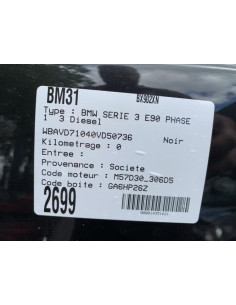 BM31
BX902XN
Type : BMW SERIE 3 E90 PHASE
1 3 Diesel
WBAVD71040VD50736
Noir
Kilometrage : 0
Entree :
Provenance : Societe
Code moteur : M57D30_306D5
Code boite : GA6HP26Z
2699